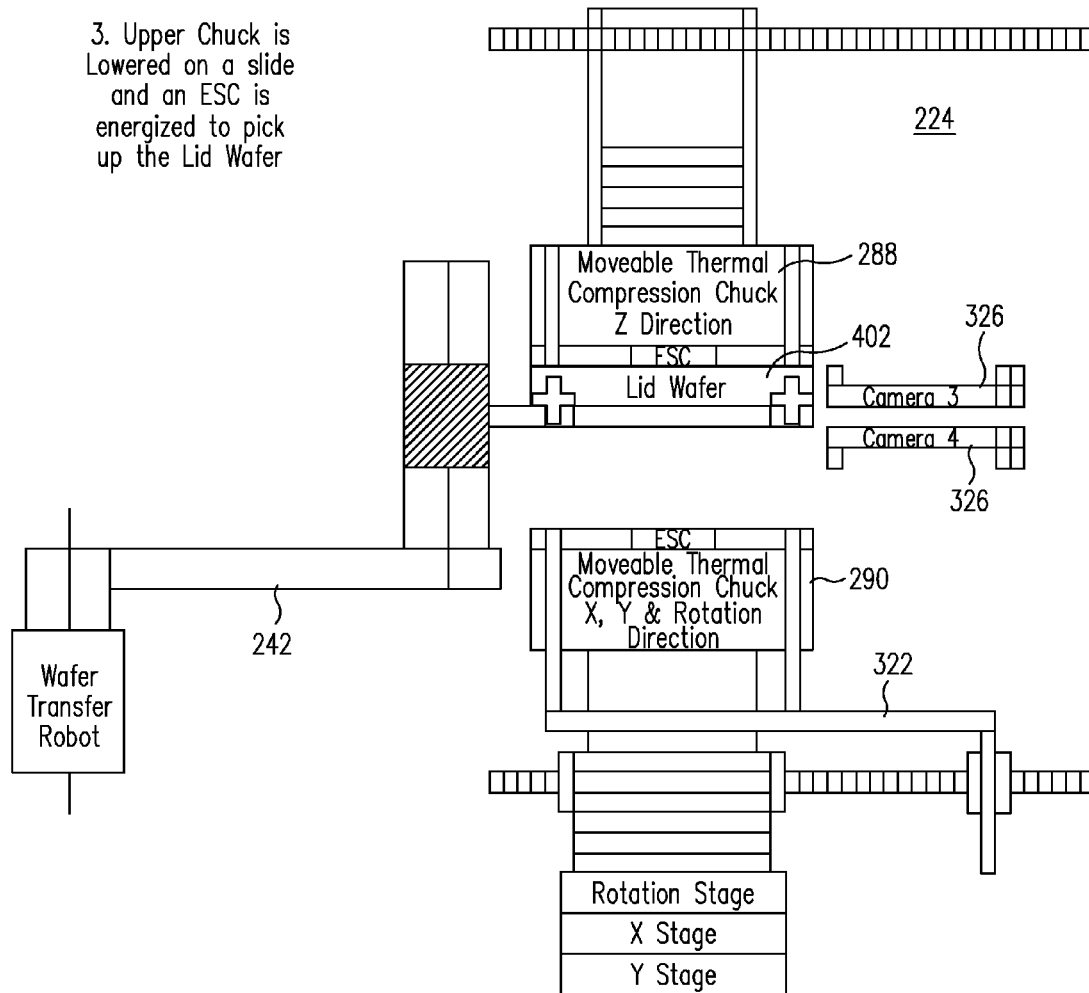 3. Upper Chuck is
Lowered on a slide
and an ESC is
energized to pick
up the Lid Wafer
224
Moveable Thermal
Compression Chuck
Z Direction
288
ESC
402
Lid Wafer
326
Camera 3
Camera 4
326
ESC
Moveable Thermal
Compression Chuck
X, Y & Rotation
Direction
290
242
322
Wafer
Transfer
Robot
Rotation Stage
X Stage
Y Stage